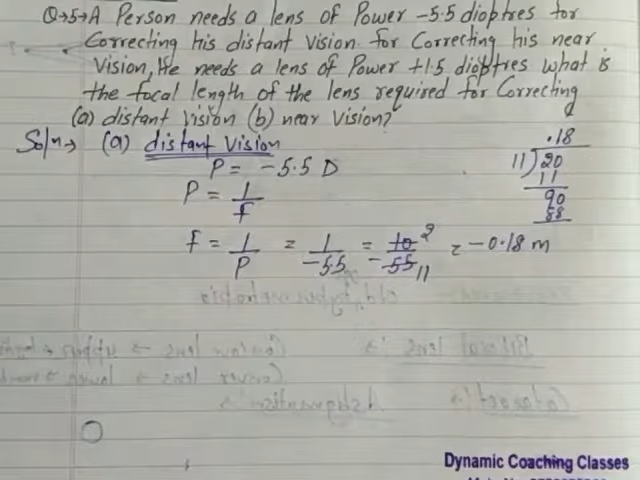 Q→5→A Person needs a lens of Power -5.5 dioptres for
Correcting his distant Vision. for Correcting his near
Vision, He needs a lens of Power +1.5 dioptres what is
the focal length of the lens required for Correcting
(a) distant Vision (b) near Vision?
Soln→ (a) distant Vision
P = -5.5 D
P = 1/f
f = 1/P = 1/-5.5 = 10/-55 2 11 = -0.18 m
.18
11)20
11
90
88
Dynamic Coaching Classes